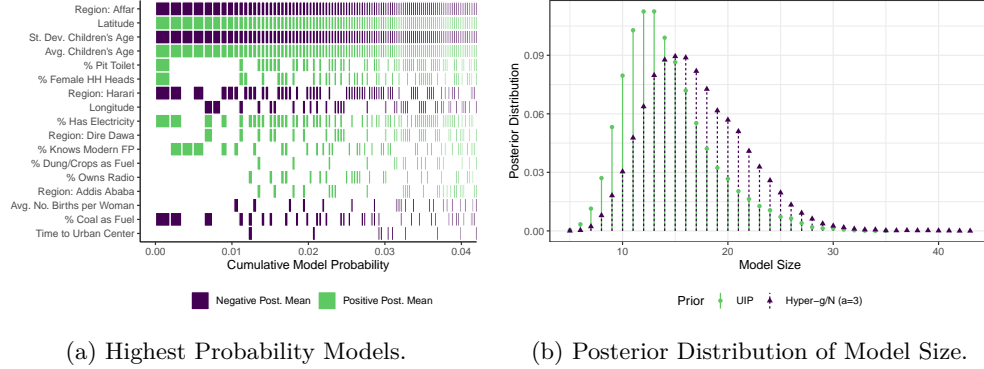 Region: Affar
Latitude
St. Dev. Children's Age
Avg. Children's Age
% Pit Toilet
% Female HH Heads
Region: Harari
Longitude
% Has Electricity
Region: Dire Dawa
% Knows Modern FP
% Dung/Crops as Fuel
% Owns Radio
Region: Addis Ababa
Avg. No. Births per Woman
% Coal as Fuel
Time to Urban Center
0.00 0.01 0.02 0.03 0.04
Cumulative Model Probability
Negative Post. Mean Positive Post. Mean
(a) Highest Probability Models.
Posterior Distribution
0.09
0.06
0.03
0.00
10 20 30 40
Model Size
Prior UIP Hyper−g/N (a=3)
(b) Posterior Distribution of Model Size.